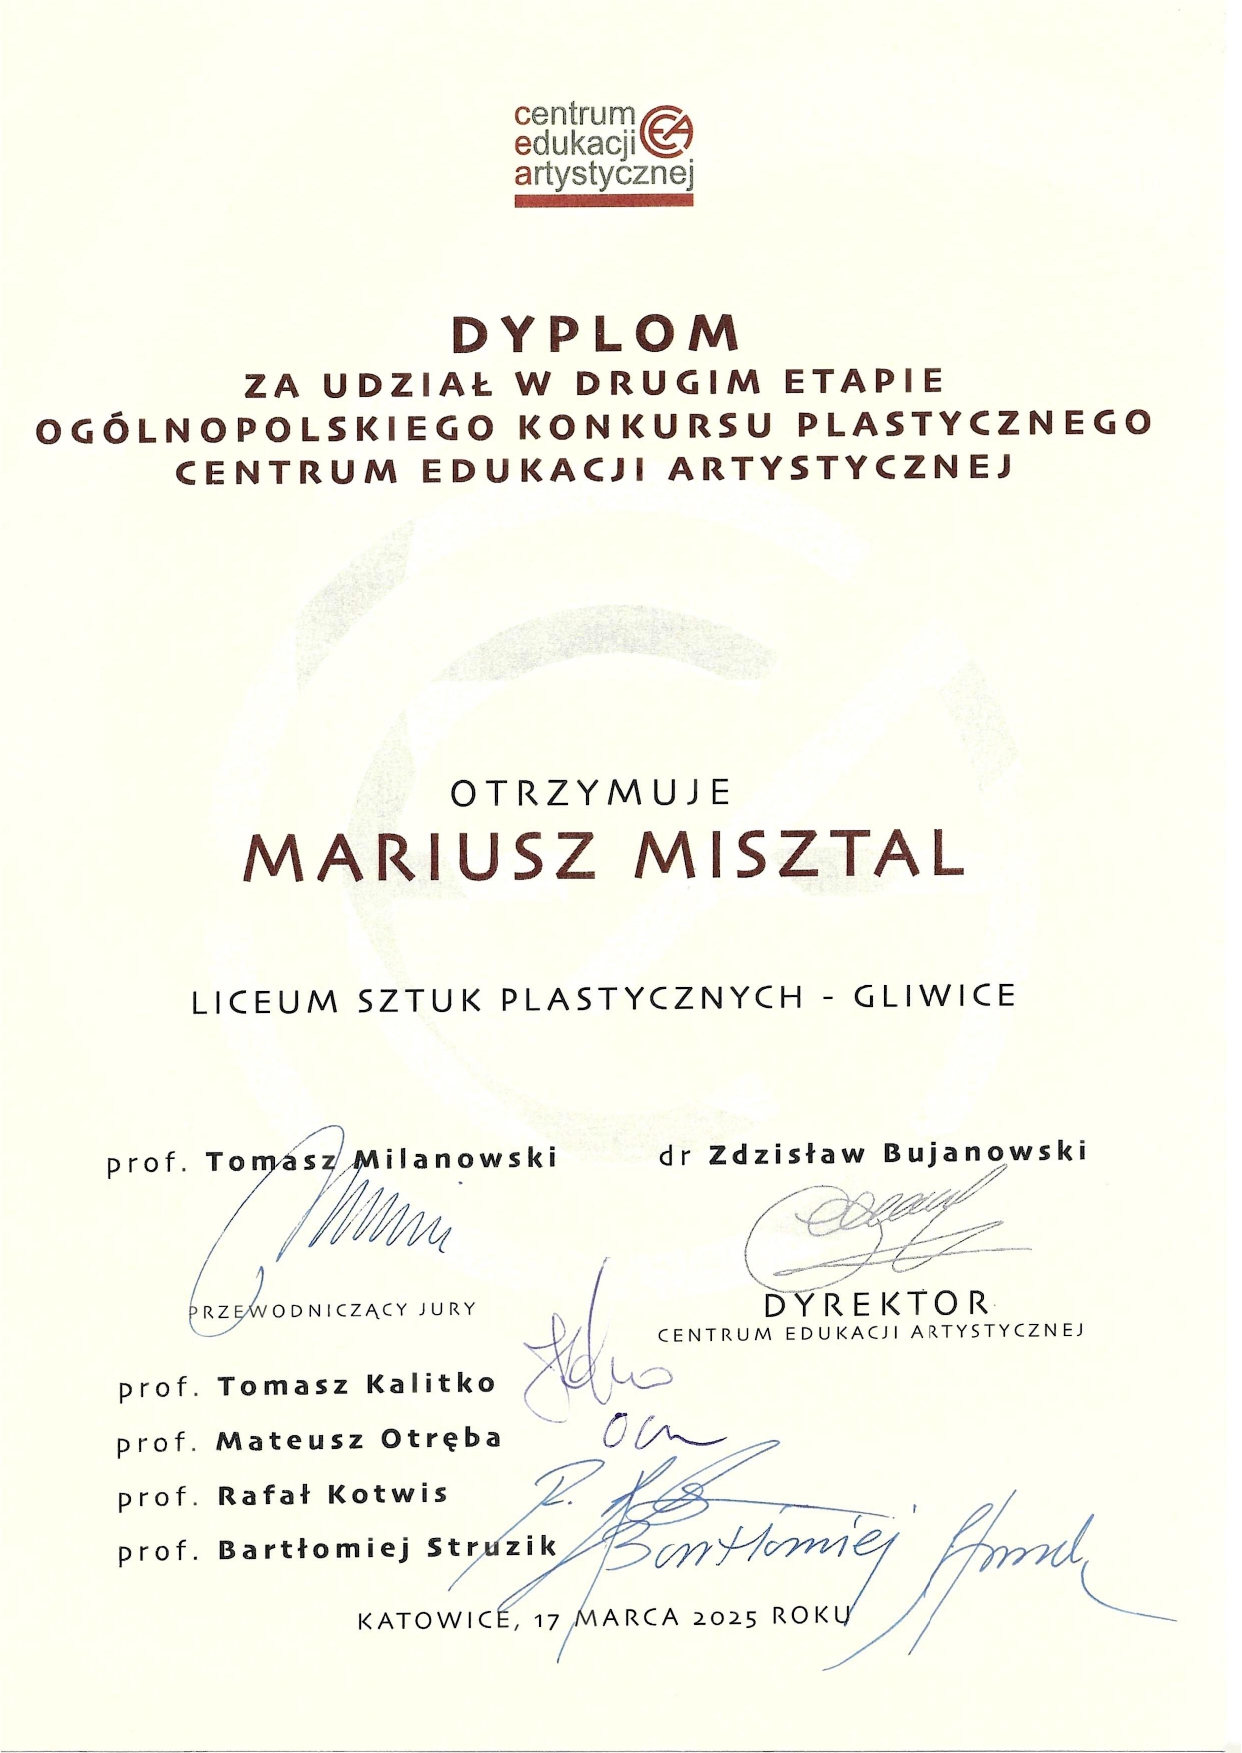 centrum
edukacji CEA
artystycznej
DYPLOM
ZA UDZIAŁ W DRUGIM ETAPIE
OGÓLNOPOLSKIEGO KONKURSU PLASTYCZNEGO
CENTRUM EDUKACJI ARTYSTYCZNEJ
OTRZYMUJE
MARIUSZ MISZTAL
LICEUM SZTUK PLASTYCZNYCH - GLIWICE
prof. Tomasz Milanowski
PRZEWODNICZĄCY JURY
dr Zdzisław Bujanowski
DYREKTOR
CENTRUM EDUKACJI ARTYSTYCZNEJ
prof. Tomasz Kalitko
prof. Mateusz Otręba
prof. Rafał Kotwis
prof. Bartłomiej Struzik
Bartłomiej
KATOWICE, 17 MARCA 2025 ROKU